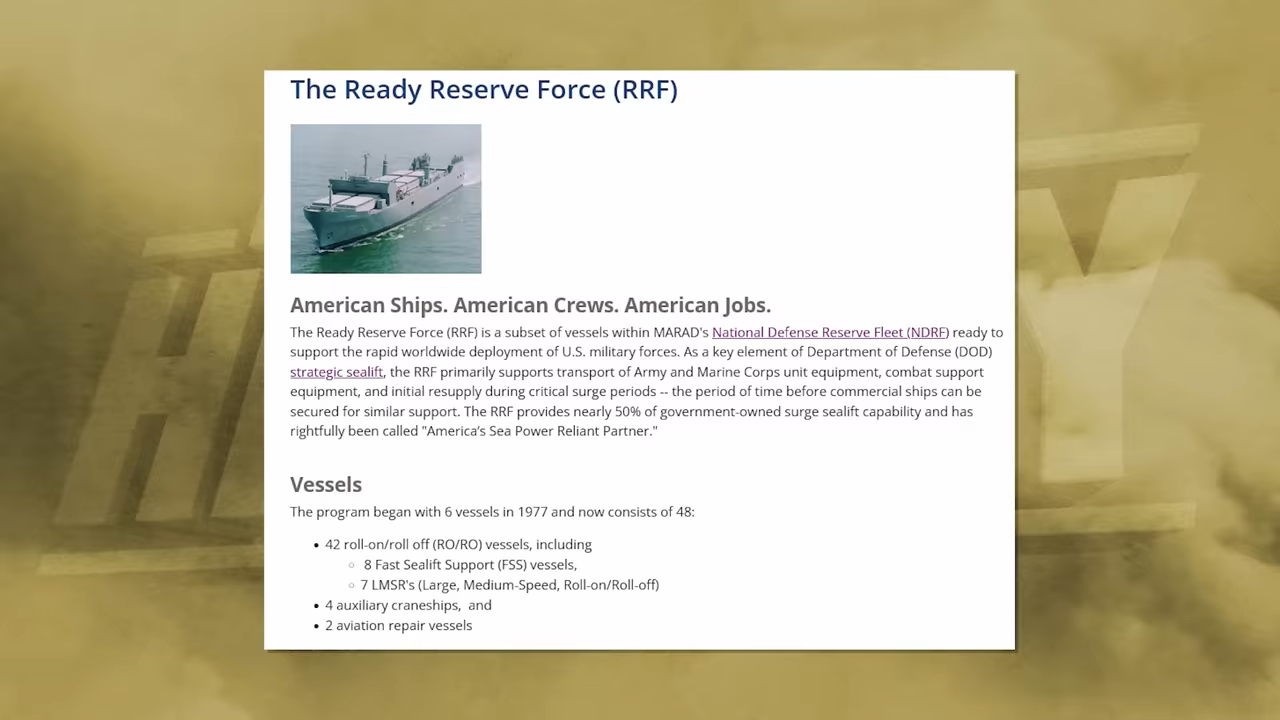 The Ready Reserve Force (RRF)
American Ships. American Crews. American Jobs.
The Ready Reserve Force (RRF) is a subset of vessels within MARAD's National Defense Reserve Fleet (NDRF) ready to
support the rapid worldwide deployment of U.S. military forces. As a key element of Department of Defense (DOD)
strategic sealift, the RRF primarily supports transport of Army and Marine Corps unit equipment, combat support
equipment, and initial resupply during critical surge periods -- the period of time before commercial ships can be
secured for similar support. The RRF provides nearly 50% of government-owned surge sealift capability and has
rightfully been called "America's Sea Power Reliant Partner."
Vessels
The program began with 6 vessels in 1977 and now consists of 48:
• 42 roll-on/roll off (RO/RO) vessels, including
○ 8 Fast Sealift Support (FSS) vessels,
○ 7 LMSR's (Large, Medium-Speed, Roll-on/Roll-off)
• 4 auxiliary craneships, and
• 2 aviation repair vessels